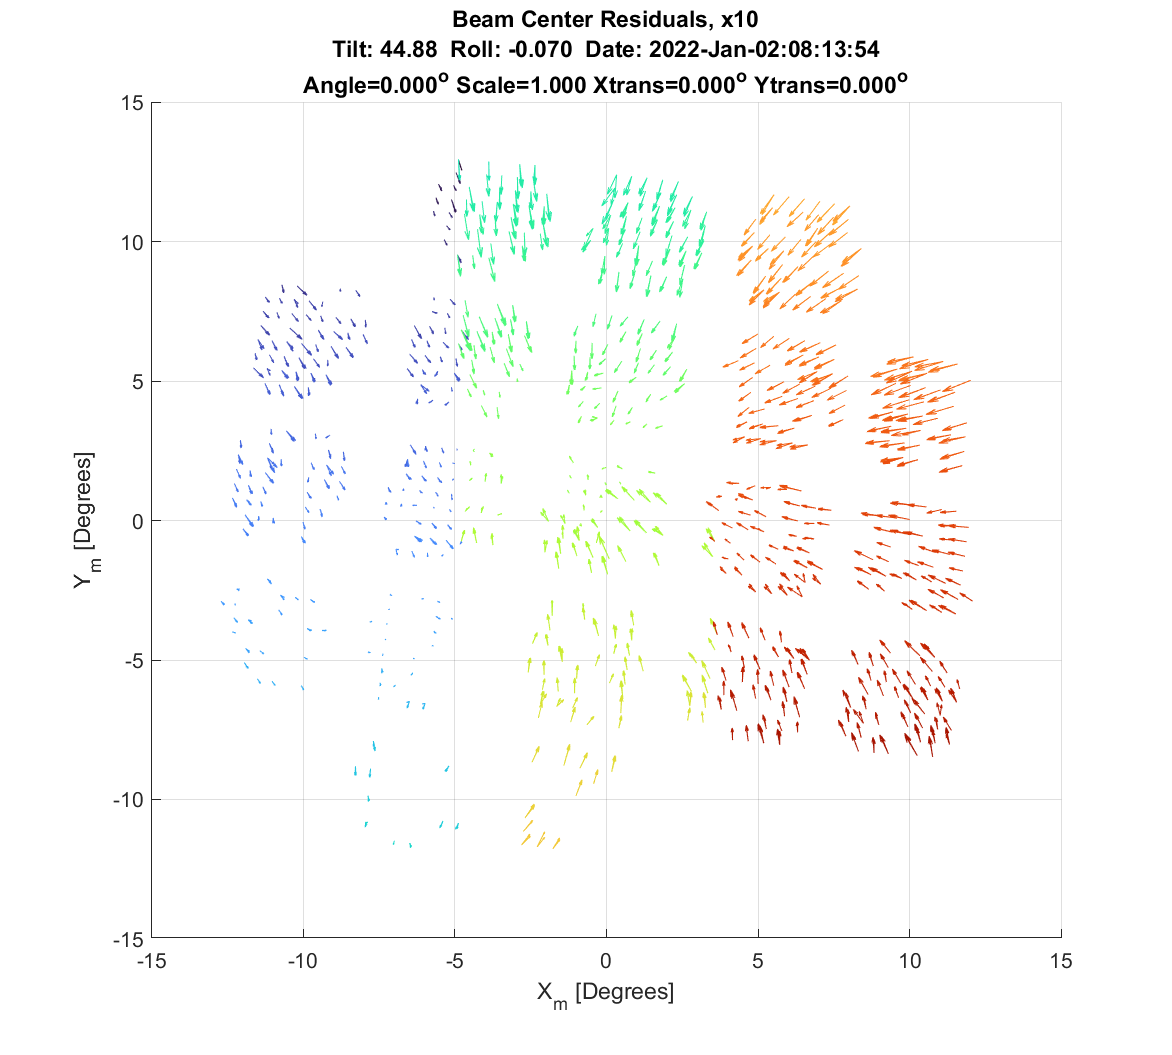 Beam Center Residuals, x10
Tilt: 44.88 Roll: -0.070 Date: 2022-Jan-02:08:13:54
Angle=0.000° Scale=1.000 Xtrans=0.000° Ytrans=0.000°
15
10
5
0
-5
-10
-15
Y_m [Degrees]
-15 -10 -5 0 5 10 15
X_m [Degrees]